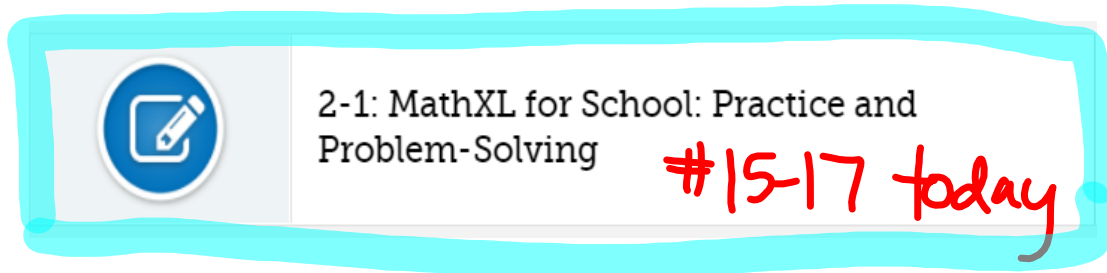 2-1: MathXL for School: Practice and
Problem-Solving
#15-17 today